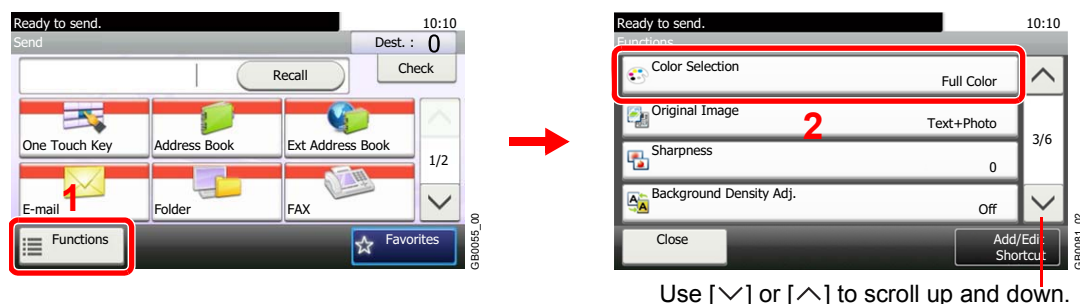 Ready to send.
10:10
Send
Dest. : 0
Recall
Check
One Touch Key
Address Book
Ext Address Book
1/2
E-mail
Folder
FAX
1
Functions
Favorites
GB0055_00
Ready to send.
10:10
Functions
Color Selection
Full Color
Original Image
Text+Photo
2
3/6
Sharpness
0
Background Density Adj.
Off
Close
Add/Edit
Shortcut
GB0081_02
Use [∨] or [∧] to scroll up and down.